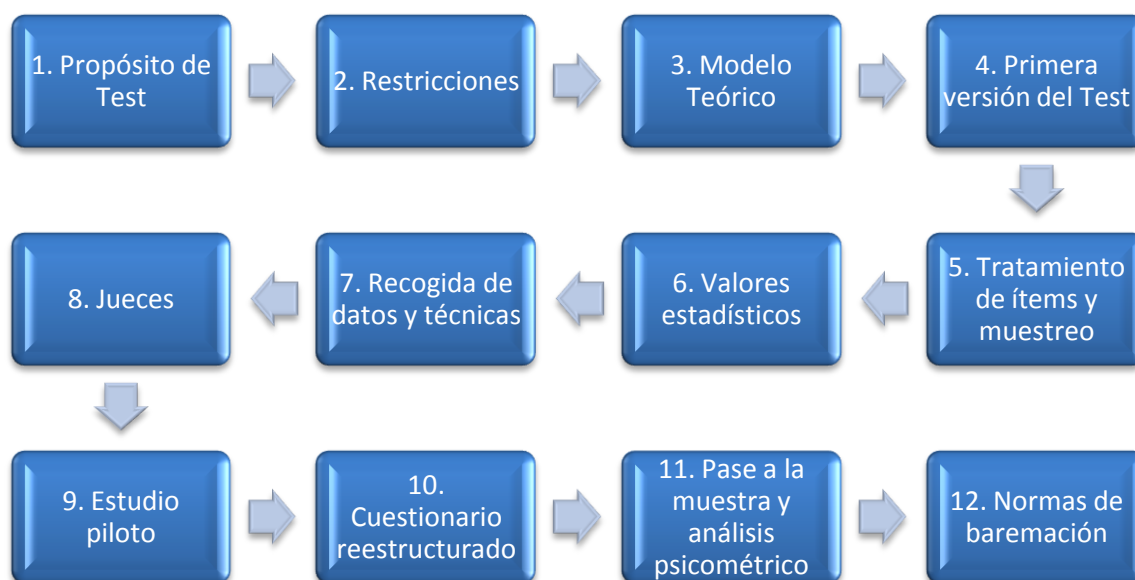 1. Propósito de
Test
2. Restricciones
3. Modelo
Teórico
4. Primera
versión del Test
5. Tratamiento
de ítems y
muestreo
6. Valores
estadísticos
7. Recogida de
datos y técnicas
8. Jueces
9. Estudio
piloto
10.
Cuestionario
reestructurado
11. Pase a la
muestra y
análisis
psicométrico
12. Normas de
baremación